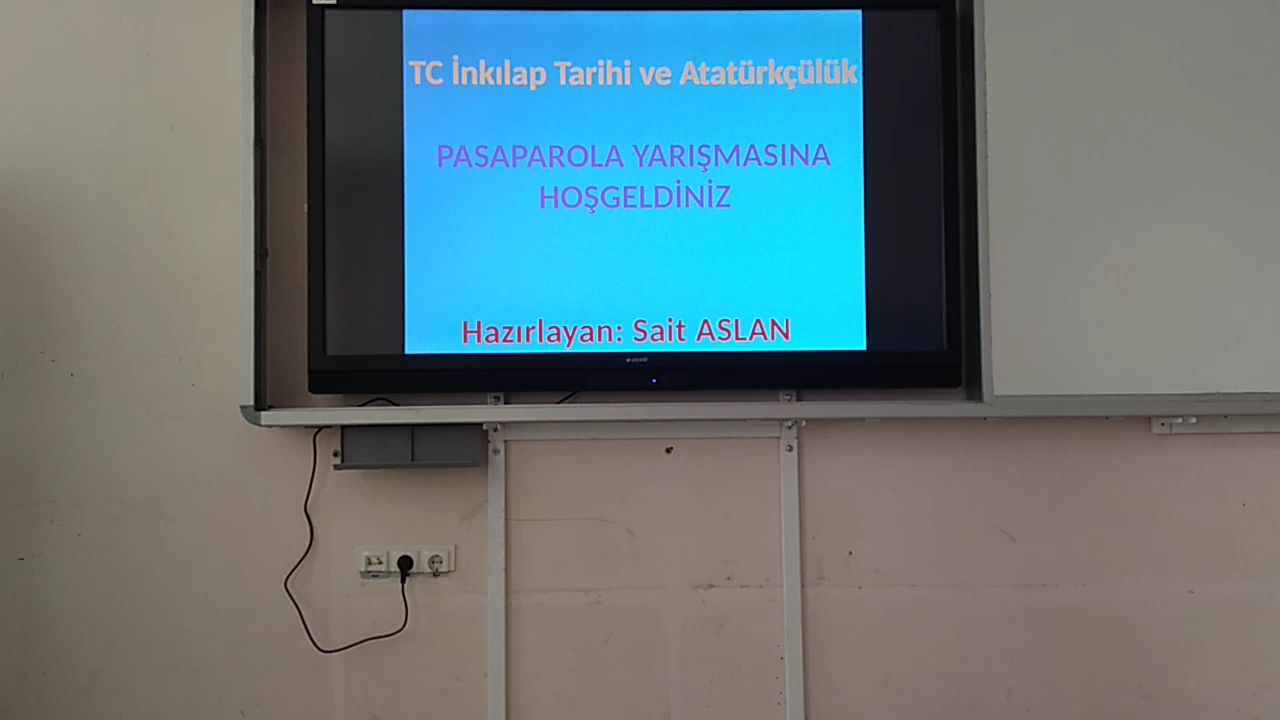 TC İnkılap Tarihi ve Atatürkçülük
PASAPAROLA YARIŞMASINA
HOŞGELDİNİZ
Hazırlayan: Sait ASLAN